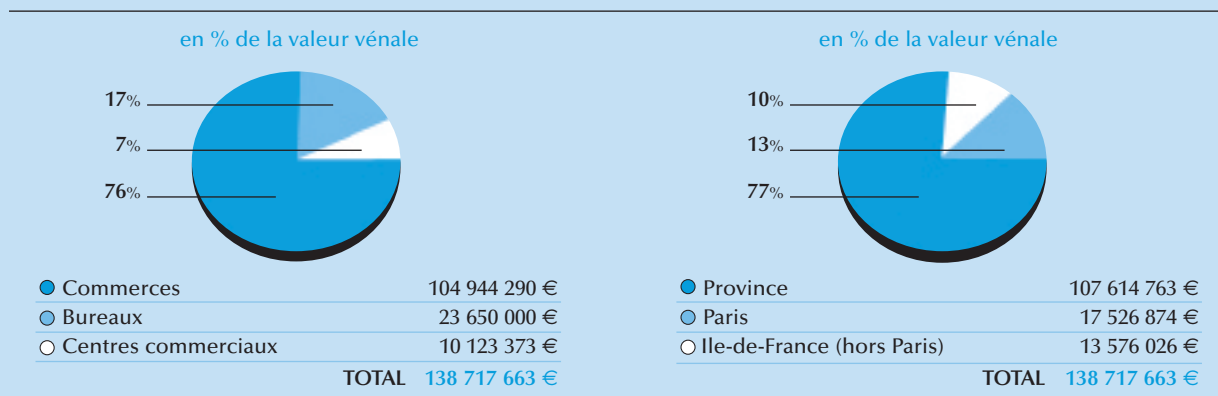 en % de la valeur vénale
17%
7%
76%
Commerces 104 944 290 €
Bureaux 23 650 000 €
Centres commerciaux 10 123 373 €
TOTAL 138 717 663 €
en % de la valeur vénale
10%
13%
77%
Province 107 614 763 €
Paris 17 526 874 €
Ile-de-France (hors Paris) 13 576 026 €
TOTAL 138 717 663 €